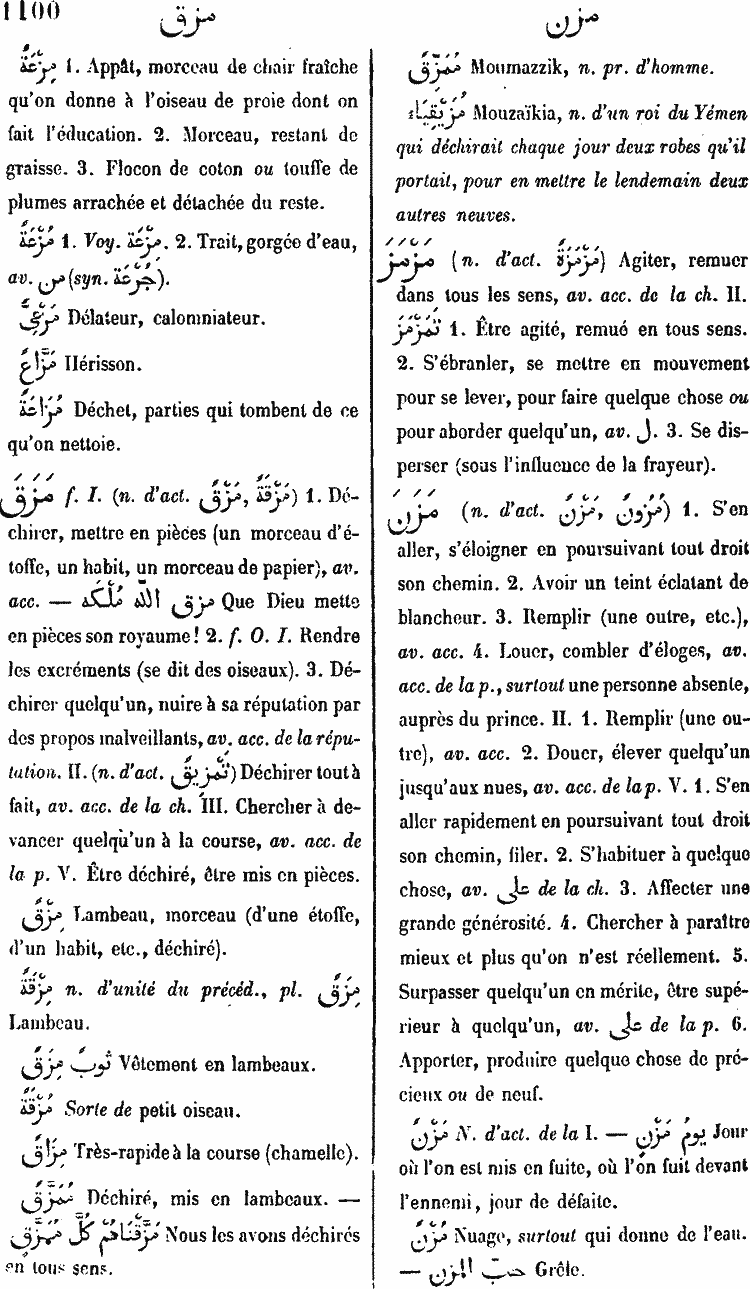 1100
مزق
مزن
مِزْعَةٌ 1. Appât, morceau de chair fraîche
qu'on donne à l'oiseau de proie dont on
fait l'éducation. 2. Morceau, restant de
graisse. 3. Flocon de coton ou touffe de
plumes arrachée et détachée du reste.
مُزْعَةٌ 1. Voy. مِزْعَةٌ. 2. Trait, gorgée d'eau,
av. من (syn. جُرْعَة).
مَزْعِىٌّ Délateur, calomniateur.
مَزَّاعٌ Hérisson.
مُزَاعَةٌ Déchet, parties qui tombent de ce
qu'on nettoie.
مَزَقَ f. I. (n. d'act. مَزْقٌ, مَزْقَةٌ) 1. Dé-
chirer, mettre en pièces (un morceau d'é-
toffe, un habit, un morceau de papier), av.
acc. — مزق اللّٰه مُلْكَه Que Dieu mette
en pièces son royaume! 2. f. O. I. Rendre
les excréments (se dit des oiseaux). 3. Dé-
chirer quelqu'un, nuire à sa réputation par
des propos malveillants, av. acc. de la répu-
tation. II. (n. d'act. تَمْزِيقٌ) Déchirer tout à
fait, av. acc. de la ch. III. Chercher à de-
vancer quelqu'un à la course, av. acc. de
la p. V. Être déchiré, être mis en pièces.
مِزْقٌ Lambeau, morceau (d'une étoffe,
d'un habit, etc., déchiré).
مِزْقَةٌ n. d'unité du précéd., pl. مِزَقٌ
Lambeau.
ثوبٌ مِزَقٌ Vêtement en lambeaux.
مُزْقَةٌ Sorte de petit oiseau.
مِزَاقٌ Très-rapide à la course (chamelle).
مُمَزَّقٌ Déchiré, mis en lambeaux. —
مَزَّقْنَاهُمْ كُلَّ مُمَزَّقٍ Nous les avons déchirés
en tous sens.
مُمَزِّقٌ Moumazzik, n. pr. d'homme.
مُزَيْقِيَاءُ Mouzaïkia, n. d'un roi du Yémen
qui déchirait chaque jour deux robes qu'il
portait, pour en mettre le lendemain deux
autres neuves.
مَزْمَزَ (n. d'act. مَزْمَزَةٌ) Agiter, remuer
dans tous les sens, av. acc. de la ch. II.
تَمَزْمَزَ 1. Être agité, remué en tous sens.
2. S'ébranler, se mettre en mouvement
pour se lever, pour faire quelque chose ou
pour aborder quelqu'un, av. ل. 3. Se dis-
perser (sous l'influence de la frayeur).
مَزَنَ (n. d'act. مَزْنٌ, مُزُونٌ) 1. S'en
aller, s'éloigner en poursuivant tout droit
son chemin. 2. Avoir un teint éclatant de
blancheur. 3. Remplir (une outre, etc.),
av. acc. 4. Louer, combler d'éloges, av.
acc. de la p., surtout une personne absente,
auprès du prince. II. 1. Remplir (une ou-
tre), av. acc. 2. Douer, élever quelqu'un
jusqu'aux nues, av. acc. de la p. V. 1. S'en
aller rapidement en poursuivant tout droit
son chemin, filer. 2. S'habituer à quelque
chose, av. على de la ch. 3. Affecter une
grande générosité. 4. Chercher à paraître
mieux et plus qu'on n'est réellement. 5.
Surpasser quelqu'un en mérite, être supé-
rieur à quelqu'un, av. على de la p. 6.
Apporter, produire quelque chose de pré-
cieux ou de neuf.
مَزْنٌ N. d'act. de la I. — يومُ مَزْنٍ Jour
où l'on est mis en fuite, où l'on fuit devant
l'ennemi, jour de défaite.
مُزْنٌ Nuage, surtout qui donne de l'eau.
— حبّ المزن Grêle.